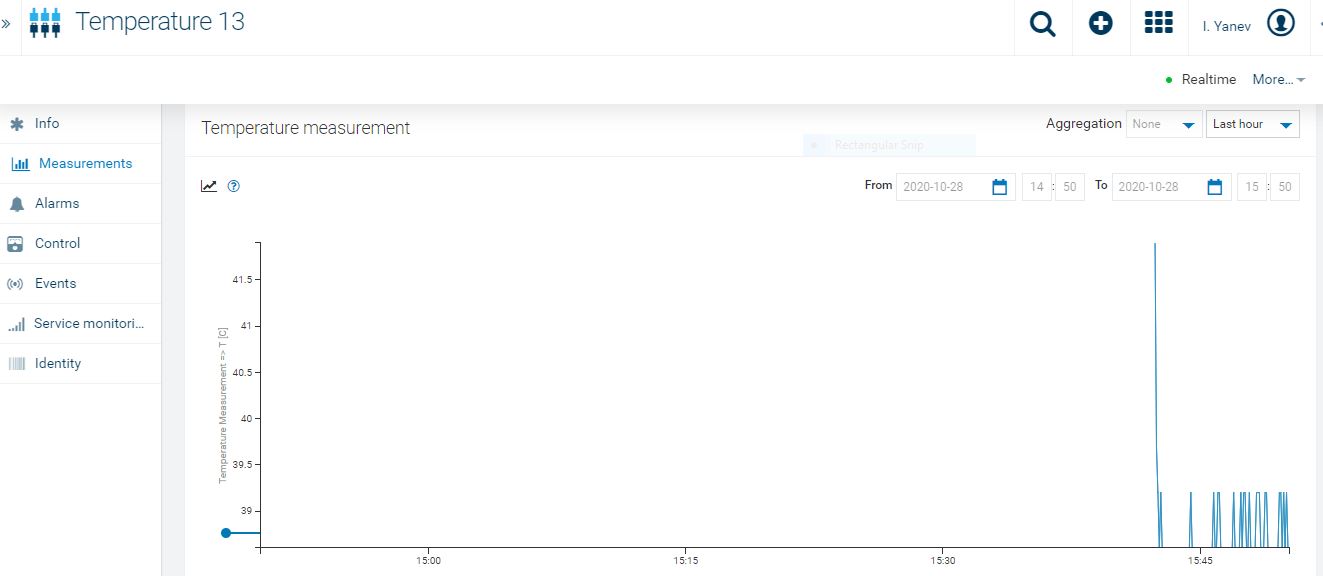 » Temperature 13
I. Yanev
Realtime More...
Info
Measurements
Alarms
Control
Events
Service monitori...
Identity
Temperature measurement
Aggregation None Last hour
Rectangular Snip
From 2020-10-28 14 : 50 To 2020-10-28 15 : 50
Temperature Measurement => T [C]
41.5
41
40.5
40
39.5
39
15:00 15:15 15:30 15:45